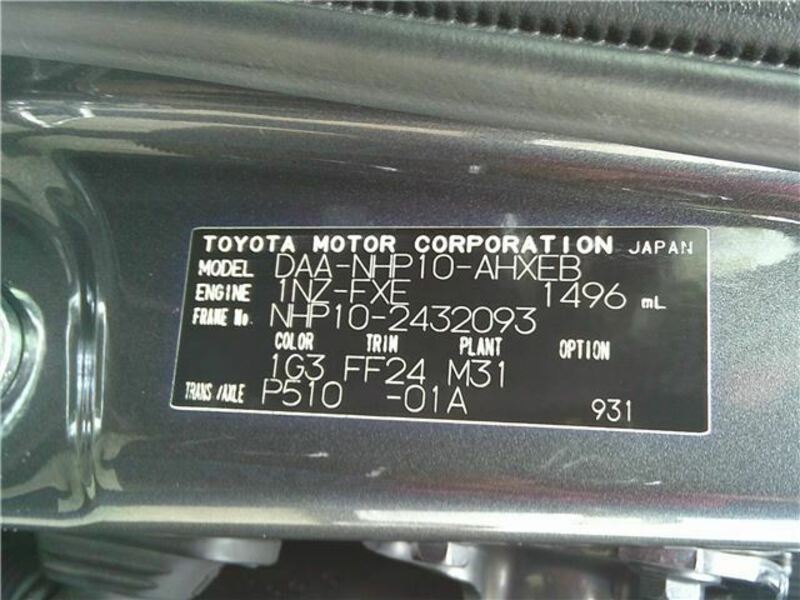 TOYOTA MOTOR CORPORATION JAPAN
MODEL DAA-NHP10-AHXEB
ENGINE 1NZ-FXE 1496 mL
FRAME No. NHP10-2432093
COLOR TRIM PLANT OPTION
1G3 FF24 M31
TRANS/AXLE P510 -01A 931